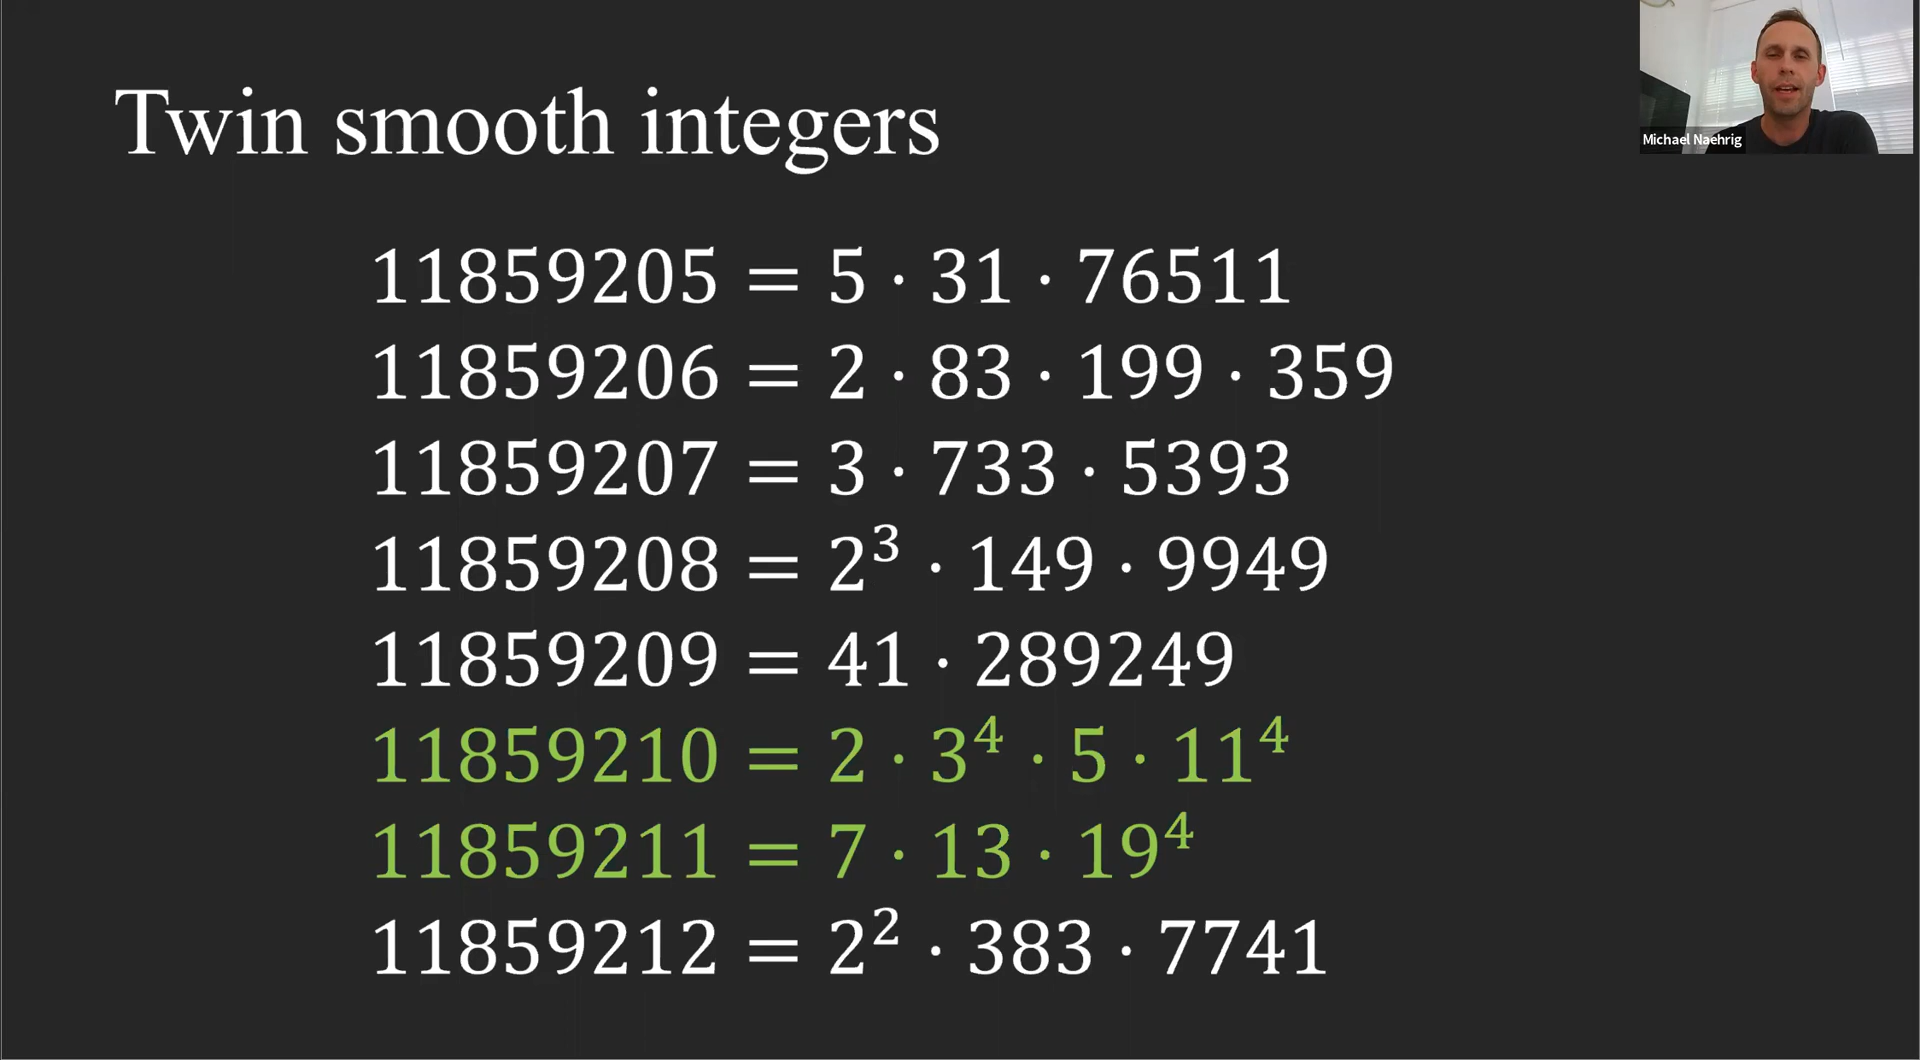 Twin smooth integers
Michael Naehrig
11859205 = 5 · 31 · 76511
11859206 = 2 · 83 · 199 · 359
11859207 = 3 · 733 · 5393
11859208 = 2³ · 149 · 9949
11859209 = 41 · 289249
11859210 = 2 · 3⁴ · 5 · 11⁴
11859211 = 7 · 13 · 19⁴
11859212 = 2² · 383 · 7741